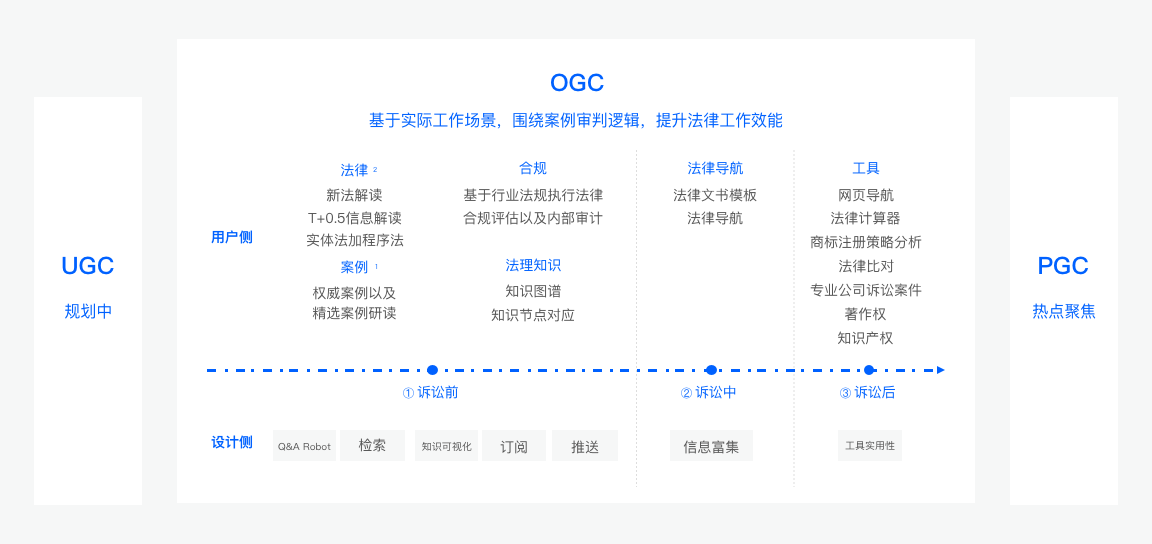 OGC
基于实际工作场景，围绕案例审判逻辑，提升法律工作效能
UGC
规划中
用户侧
法律 2
新法解读
T+0.5信息解读
实体法加程序法
案例 1
权威案例以及
精选案例研读
合规
基于行业法规执行法律
合规评估以及内部审计
法理知识
知识图谱
知识节点对应
法律导航
法律文书模板
法律导航
工具
网页导航
法律计算器
商标注册策略分析
法律比对
专业公司诉讼案件
著作权
知识产权
① 诉讼前
② 诉讼中
③ 诉讼后
设计侧
Q&A Robot
检索
知识可视化
订阅
推送
信息富集
工具实用性
PGC
热点聚焦